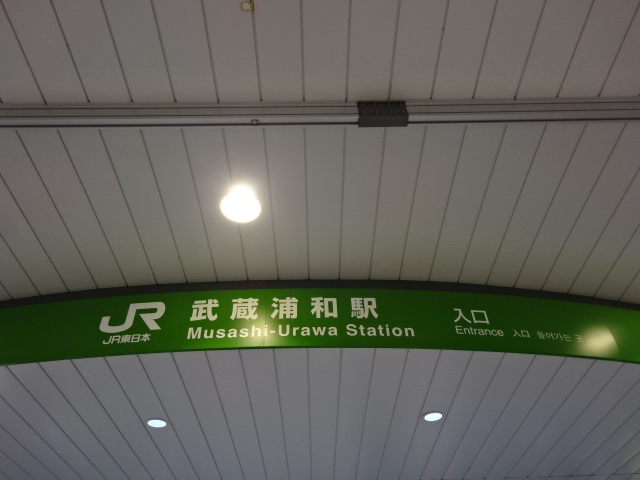 JR
JR東日本
武蔵浦和駅
Musashi-Urawa Station
入口
Entrance 入口 들어가는 곳